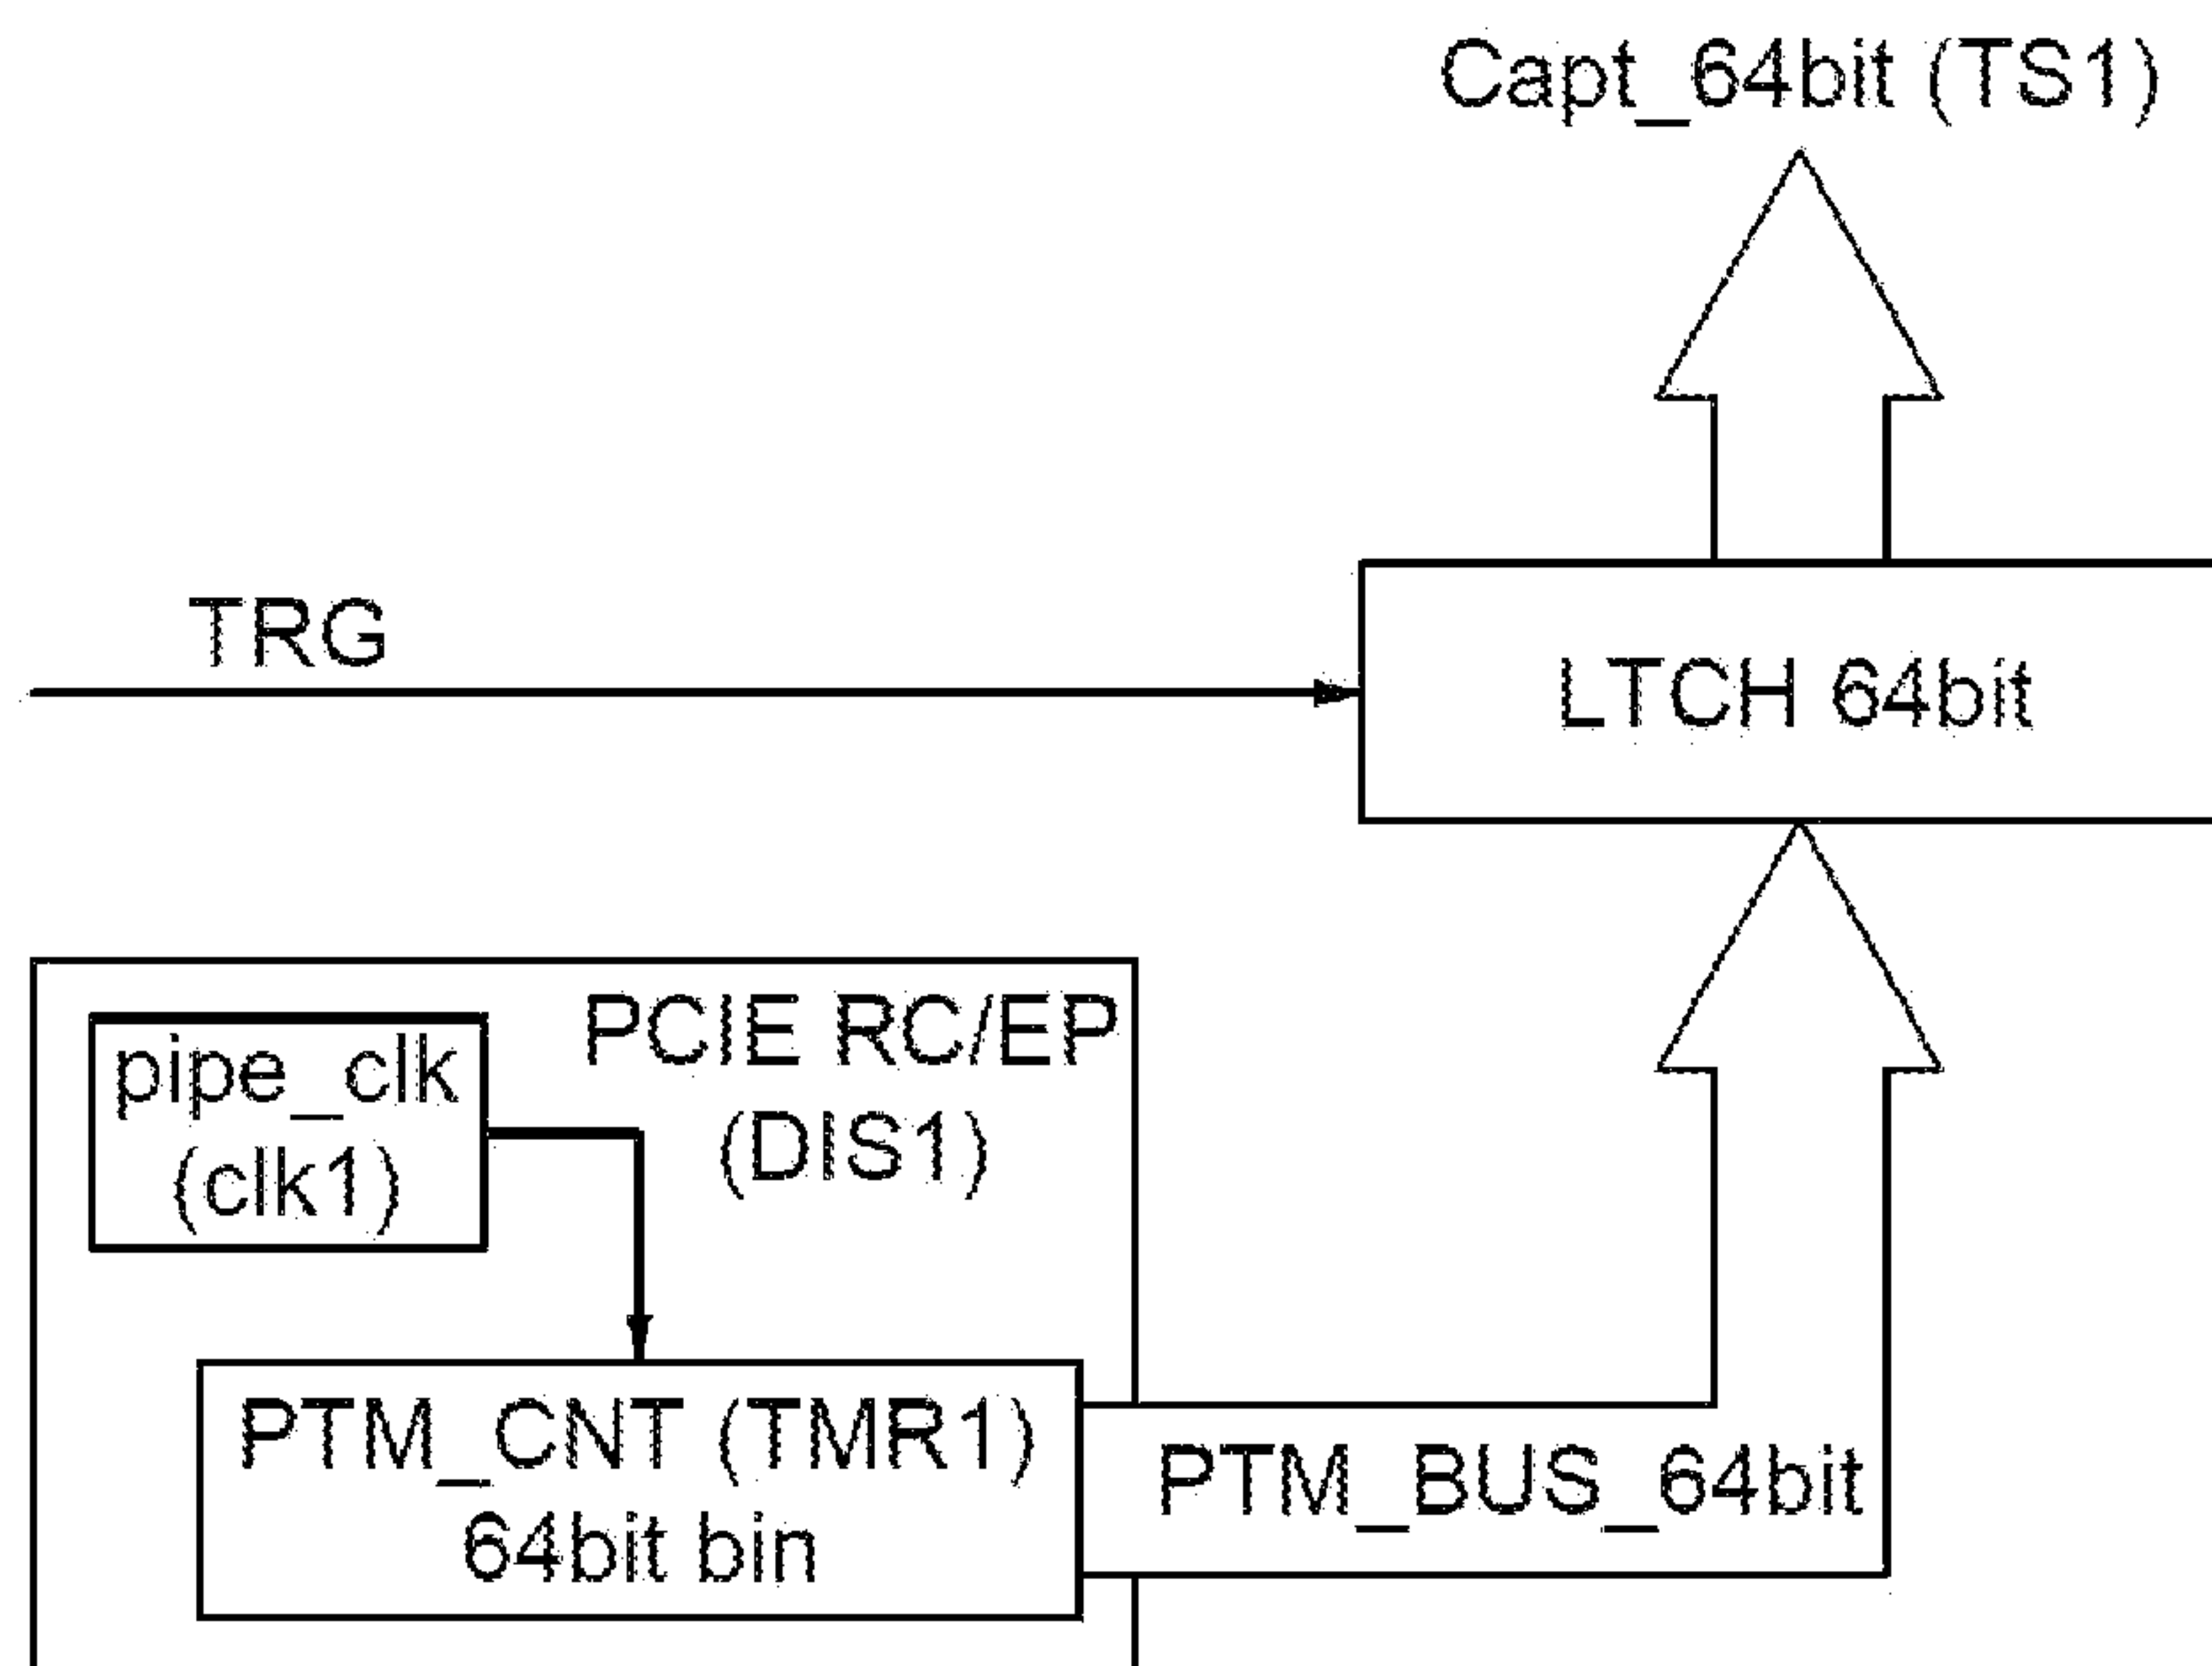 Capt_64bit (TS1)
TRG
LTCH 64bit
PCIE RC/EP
(DIS1)
pipe_clk
(clk1)
PTM_CNT (TMR1)
64bit bin
PTM_BUS_64bit